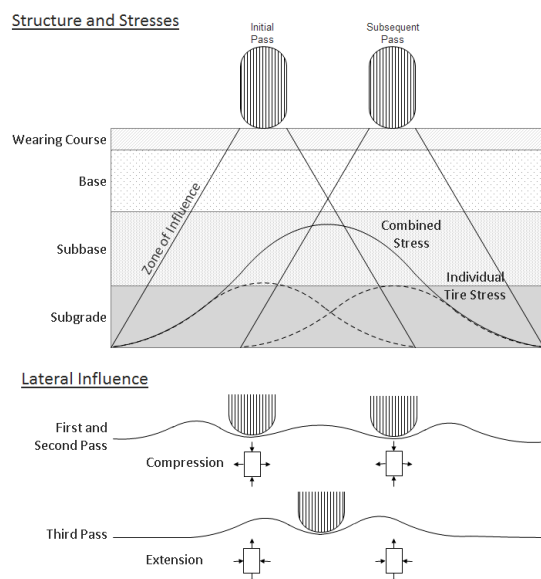 Structure and Stresses
Initial
Pass
Subsequent
Pass
Wearing Course
Base
Zone of Influence
Subbase
Combined
Stress
Individual
Tire Stress
Subgrade
Lateral Influence
First and
Second Pass
Compression
Third Pass
Extension